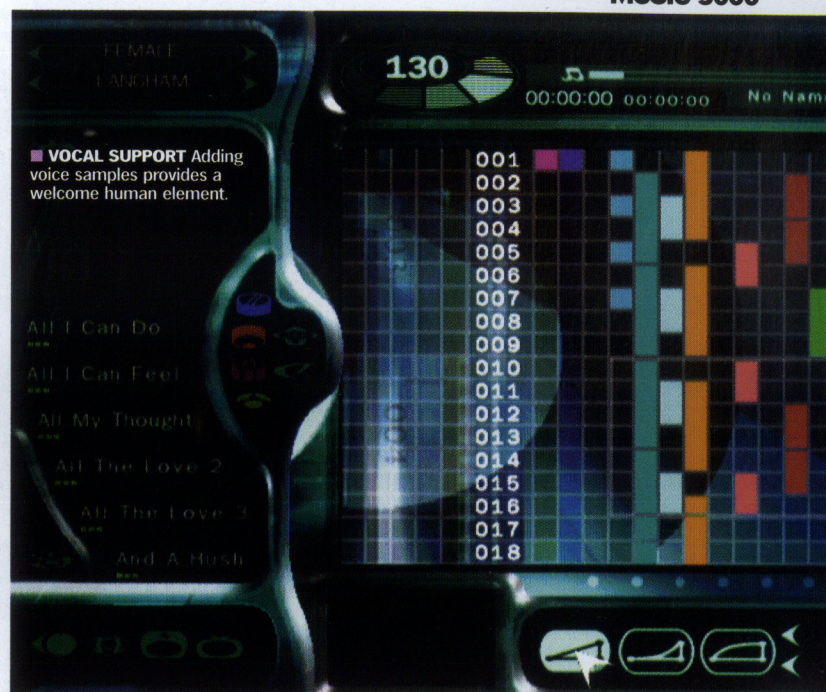 MUSIC 3000
FEMALE
LANGHAM
130
00:00:00 00:00:00 No Nam
■ VOCAL SUPPORT Adding
voice samples provides a
welcome human element.
001
002
003
004
005
006
007
008
009
010
011
012
013
014
015
016
017
018
All I Can Do
All I Can Feel
All My Thought
All The Love 2
All The Love 3
And A Hush